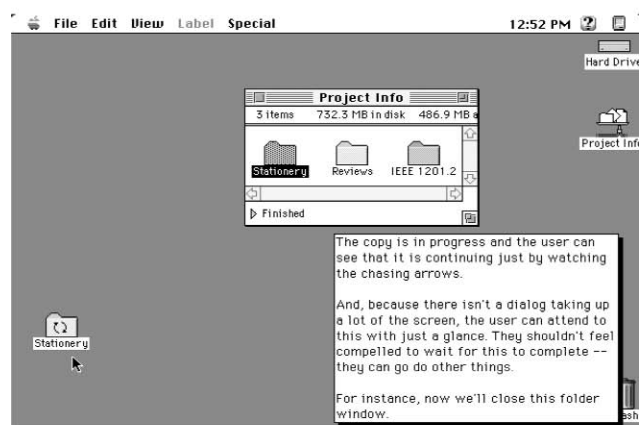 File Edit View Label Special 12:52 PM
Hard Drive
Project Info
3 items 732.3 MB in disk 486.9 MB a
Project Info
Stationery Reviews IEEE 1201.2
Finished
The copy is in progress and the user can
see that it is continuing just by watching
the chasing arrows.
And, because there isn't a dialog taking up
a lot of the screen, the user can attend to
this with just a glance. They shouldn't feel
compelled to wait for this to complete --
they can go do other things.
For instance, now we'll close this folder
window.
Stationery
ash